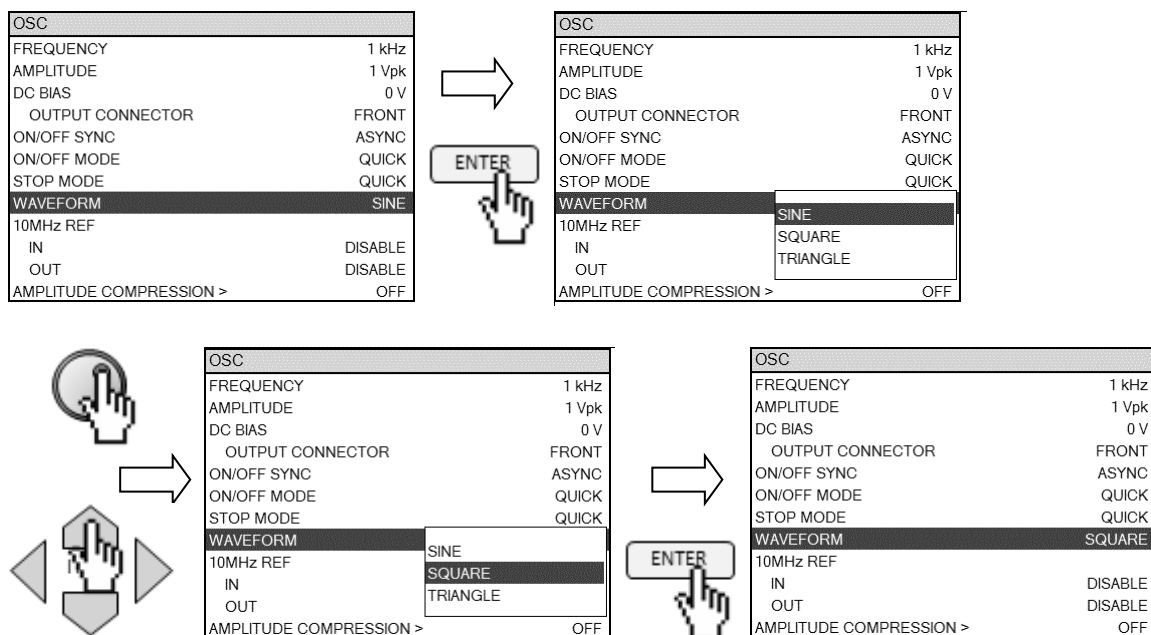 OSC
FREQUENCY 1 kHz
AMPLITUDE 1 Vpk
DC BIAS 0 V
OUTPUT CONNECTOR FRONT
ON/OFF SYNC ASYNC
ON/OFF MODE QUICK
STOP MODE QUICK
WAVEFORM SINE
10MHz REF
IN DISABLE
OUT DISABLE
AMPLITUDE COMPRESSION > OFF
ENTER
OSC
FREQUENCY 1 kHz
AMPLITUDE 1 Vpk
DC BIAS 0 V
OUTPUT CONNECTOR FRONT
ON/OFF SYNC ASYNC
ON/OFF MODE QUICK
STOP MODE QUICK
WAVEFORM
SINE
10MHz REF
SQUARE
IN
TRIANGLE
OUT
AMPLITUDE COMPRESSION > OFF
OSC
FREQUENCY 1 kHz
AMPLITUDE 1 Vpk
DC BIAS 0 V
OUTPUT CONNECTOR FRONT
ON/OFF SYNC ASYNC
ON/OFF MODE QUICK
STOP MODE QUICK
WAVEFORM
SINE
10MHz REF
SQUARE
IN
TRIANGLE
OUT
AMPLITUDE COMPRESSION > OFF
ENTER
OSC
FREQUENCY 1 kHz
AMPLITUDE 1 Vpk
DC BIAS 0 V
OUTPUT CONNECTOR FRONT
ON/OFF SYNC ASYNC
ON/OFF MODE QUICK
STOP MODE QUICK
WAVEFORM SQUARE
10MHz REF
IN DISABLE
OUT DISABLE
AMPLITUDE COMPRESSION > OFF